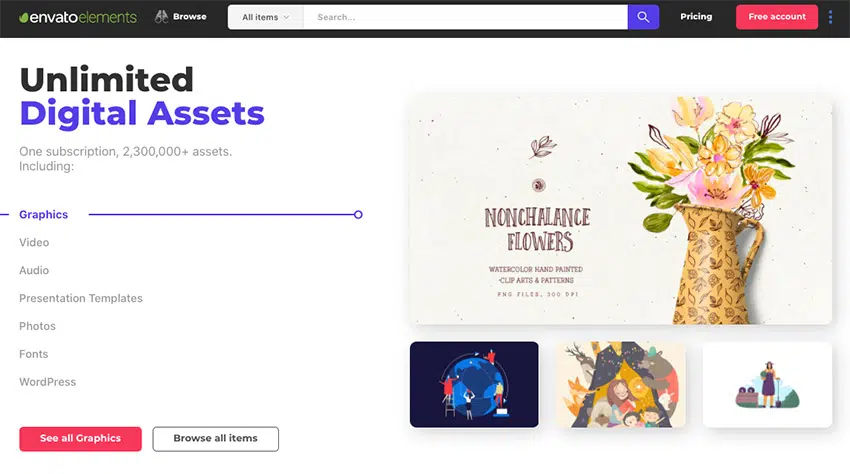 envatoelements
Browse
All items
Search...
Pricing
Free account
Unlimited
Digital Assets
One subscription, 2,300,000+ assets.
Including:
Graphics
Video
Audio
Presentation Templates
Photos
Fonts
WordPress
See all Graphics
Browse all items
NONCHALANCE
FLOWERS
WATERCOLOR HAND PAINTED
CLIP ARTS & PATTERNS
PNG FILES, 300 DPI